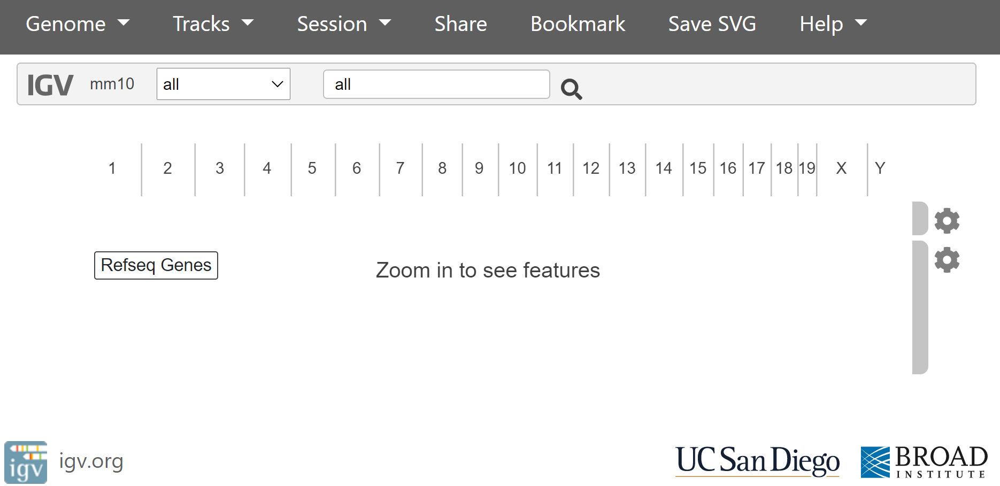 Genome Tracks Session Share Bookmark Save SVG Help
IGV mm10 all all
1 2 3 4 5 6 7 8 9 10 11 12 13 14 15 16 17 18 19 X Y
Refseq Genes Zoom in to see features
igv igv.org UC San Diego BROAD
INSTITUTE